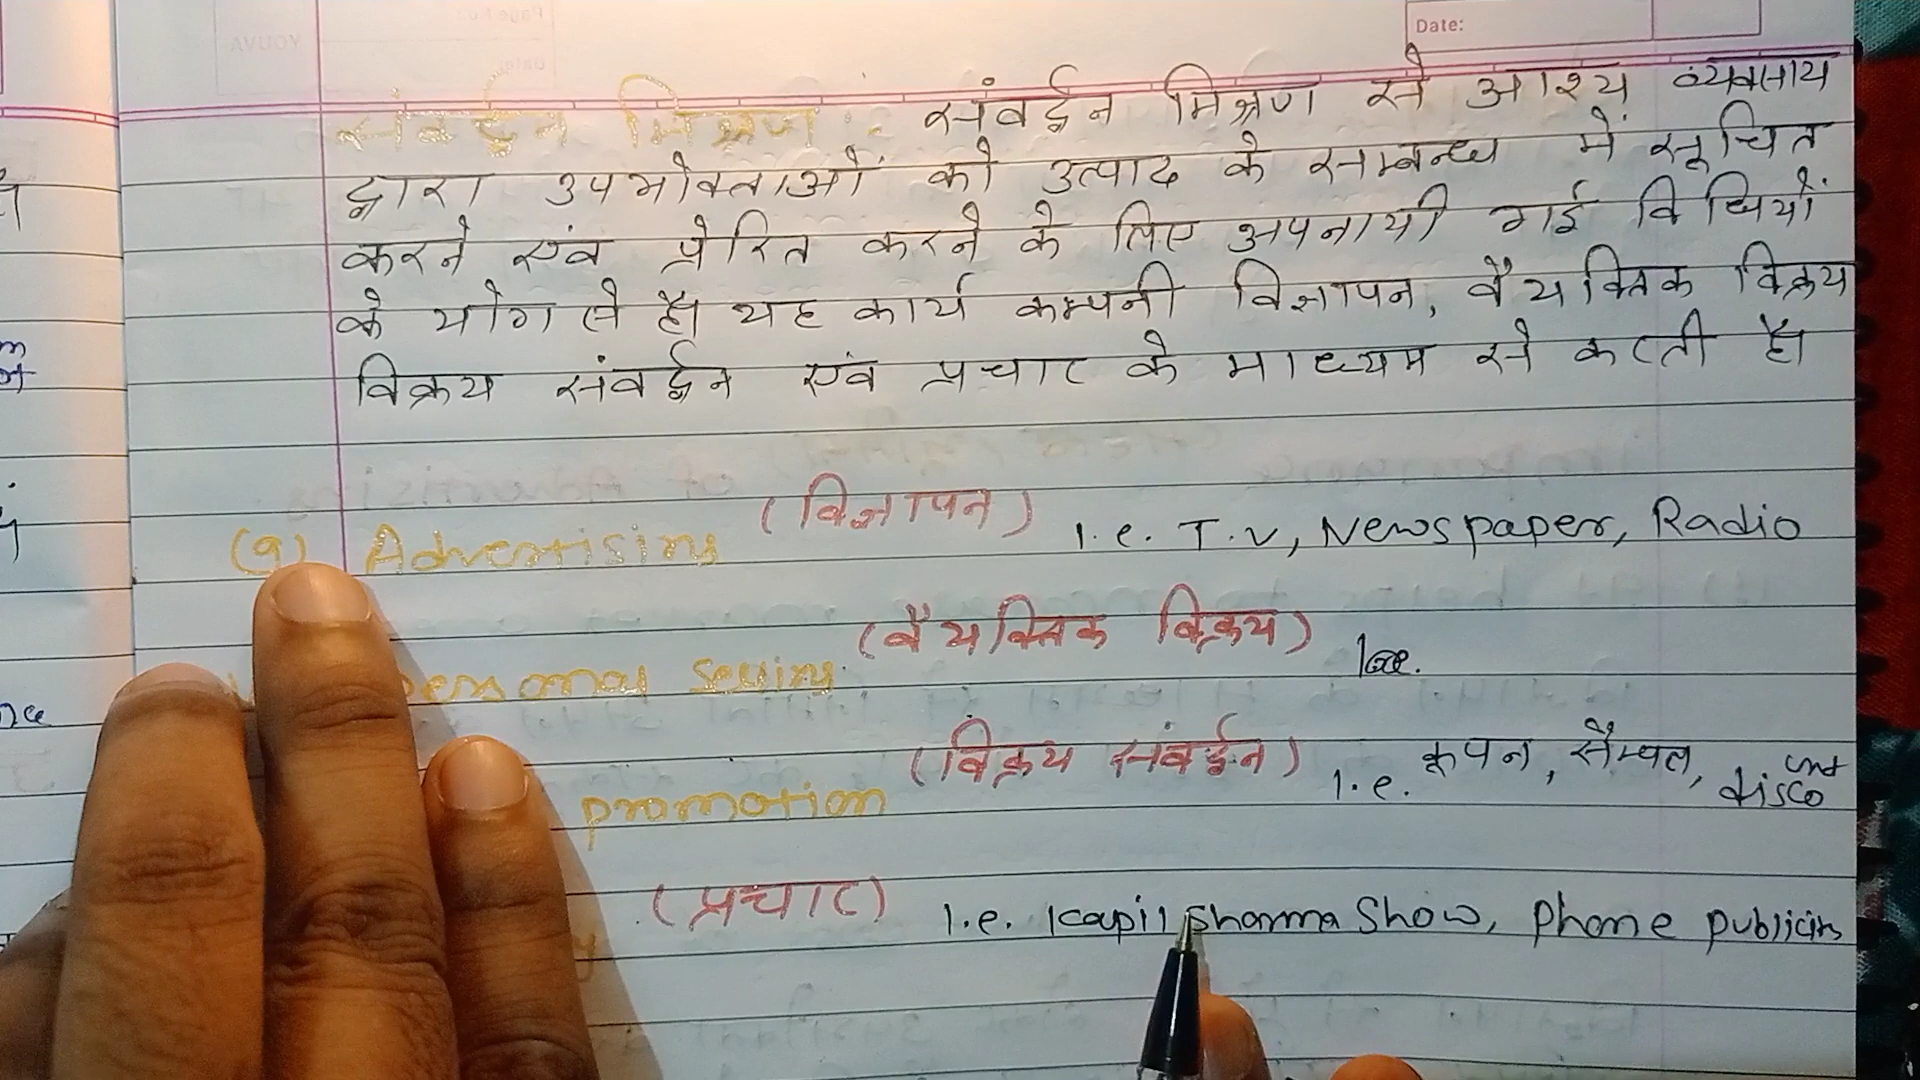 Date:
संवर्द्धन मिश्रण :- संवर्द्धन मिश्रण से आश्य व्यवसाय
द्वारा उपभोक्ताओं को उत्पाद के सम्बन्ध में सूचित
करने एवं प्रेरित करने के लिए अपनायी गई विधियों
के योग से है। यह कार्य कम्पनी विज्ञापन, वैयक्तिक विक्रय
विक्रय संवर्द्धन एवं प्रचार के माध्यम से करती है।
(a) Advertising (विज्ञापन) i.e. T.V, Newspaper, Radio
personal selling (वैयक्तिक विक्रय)
promotion (विक्रय संवर्द्धन) i.e. कूपन, सैम्पल, discount
(प्रचार) i.e. Kapil Sharma Show, Phone publicity